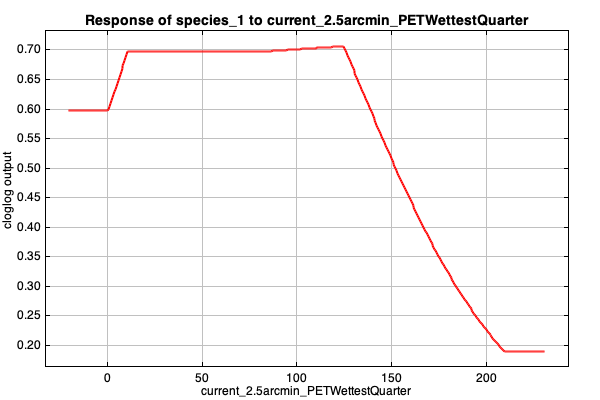 Response of species_1 to current_2.5arcmin_PETWettestQuarter
cloglog output
0.70
0.65
0.60
0.55
0.50
0.45
0.40
0.35
0.30
0.25
0.20
0 50 100 150 200
current_2.5arcmin_PETWettestQuarter